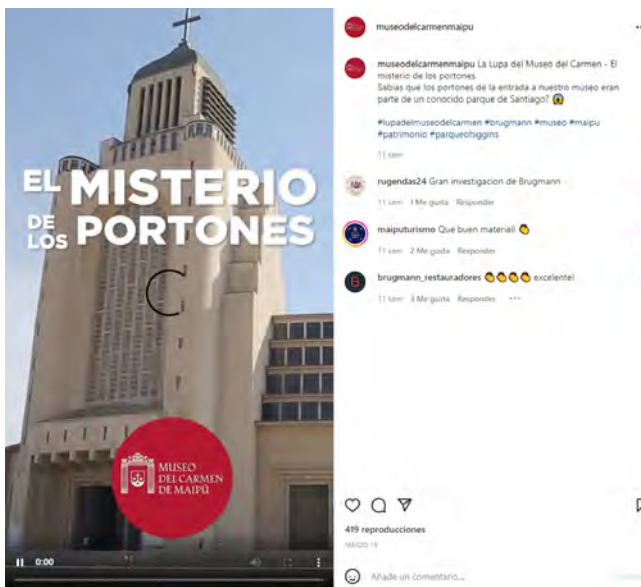 EL MISTERIO
DE LOS PORTONES
MUSEO
DEL CARMEN
DE MAIPÚ
0:00
museodelcarmenmaipu
museodelcarmenmaipu La Lupa del Museo del Carmen - El
misterio de los portones
Sabias que los portones de la entrada a nuestro museo eran
parte de un conocido parque de Santiago? 😱
#lupadelmuseodelcarmen #brugmann #museo #maipu
#patrimonio #parqueohiggins
11 sem
rugendas24 Gran investigacion de Brugmann
11 sem 1 Me gusta Responder
maiputurismo Que buen material! 👏
11 sem 2 Me gusta Responder
brugmann_restauradores 👏👏👏👏 excelente!
11 sem 3 Me gusta Responder ...
419 reproducciones
Añade un comentario...